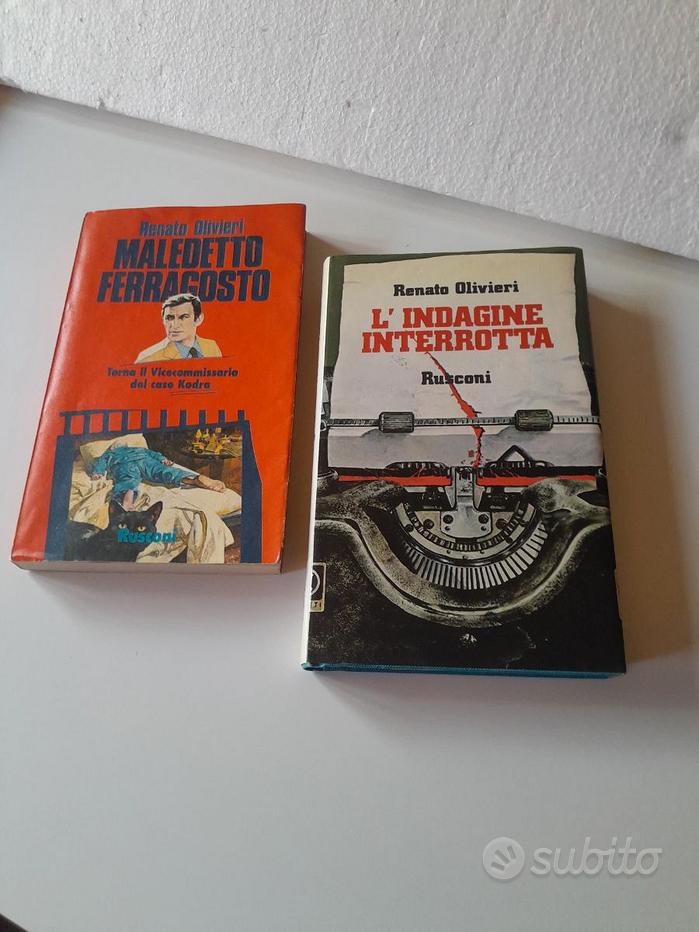 Renato Olivieri
MALEDETTO
FERRAGOSTO
Torna il Vicecommissario
del caso Kodra
Rusconi
Renato Olivieri
L'INDAGINE
INTERROTTA
Rusconi
subito